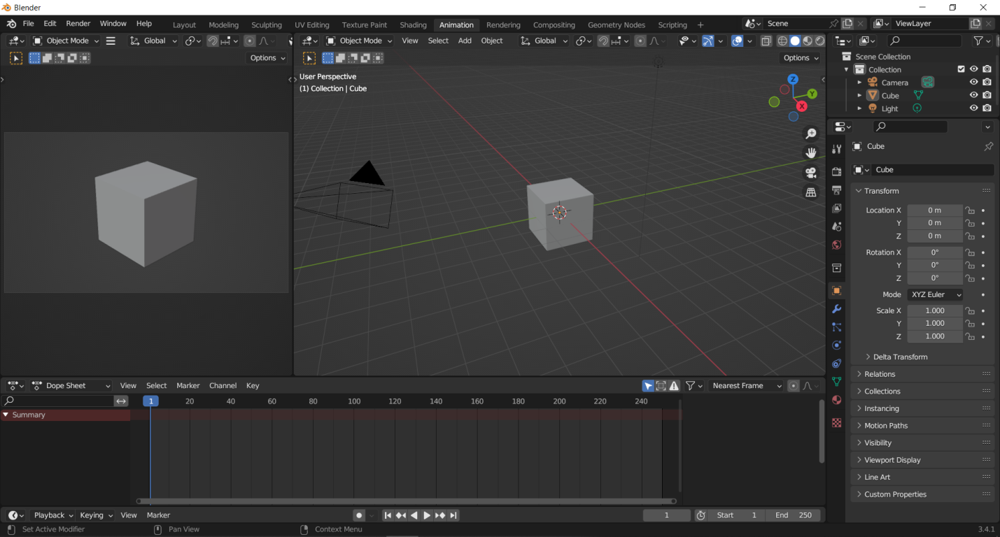 Blender
File Edit Render Window Help Layout Modeling Sculpting UV Editing Texture Paint Shading Animation Rendering Compositing Geometry Nodes Scripting + Scene ViewLayer
Object Mode Global Object Mode View Select Add Object Global
Options Options
User Perspective
(1) Collection | Cube
Z
Y
X
Scene Collection
Collection
Camera
Cube
Light
Cube
Cube
Transform
Location X 0 m
Y 0 m
Z 0 m
Rotation X 0°
Y 0°
Z 0°
Mode XYZ Euler
Scale X 1.000
Y 1.000
Z 1.000
Delta Transform
Relations
Collections
Instancing
Motion Paths
Visibility
Viewport Display
Line Art
Custom Properties
Dope Sheet View Select Marker Channel Key Nearest Frame
1 20 40 60 80 100 120 140 160 180 200 220 240
Summary
Playback Keying View Marker 1 Start 1 End 250
Set Active Modifier Pan View Context Menu 3.4.1